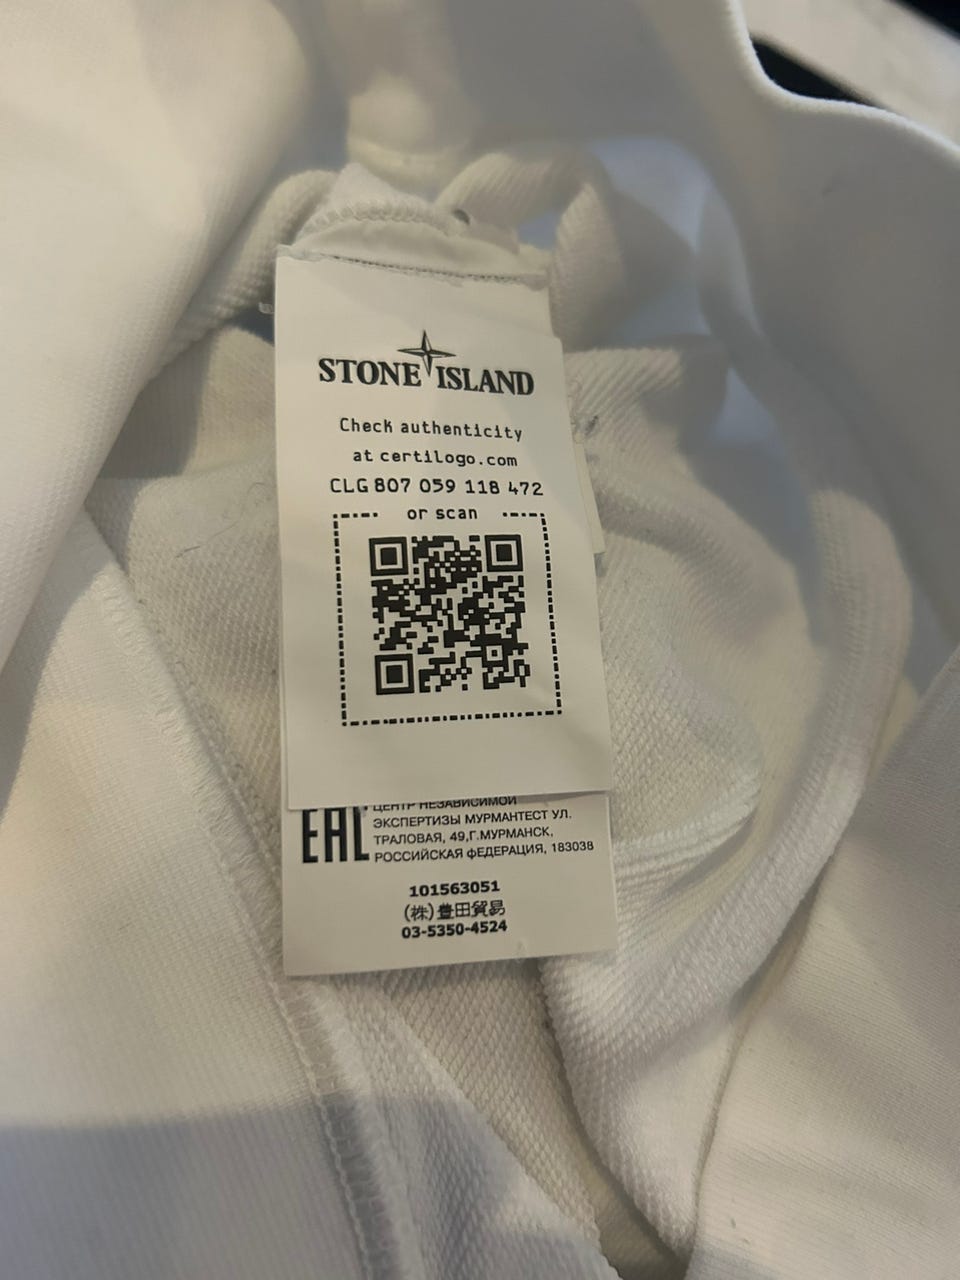 STONE ISLAND
Check authenticity
at certilogo.com
CLG 807 059 118 472
or scan
EAC ЦЕНТР НЕЗАВИСИМОЙ
ЭКСПЕРТИЗЫ МУРМАНТЕСТ УЛ.
ТРАЛОВАЯ, 49,Г.МУРМАНСК,
РОССИЙСКАЯ ФЕДЕРАЦИЯ, 183038
101563051
(株)豊田貿易
03-5350-4524